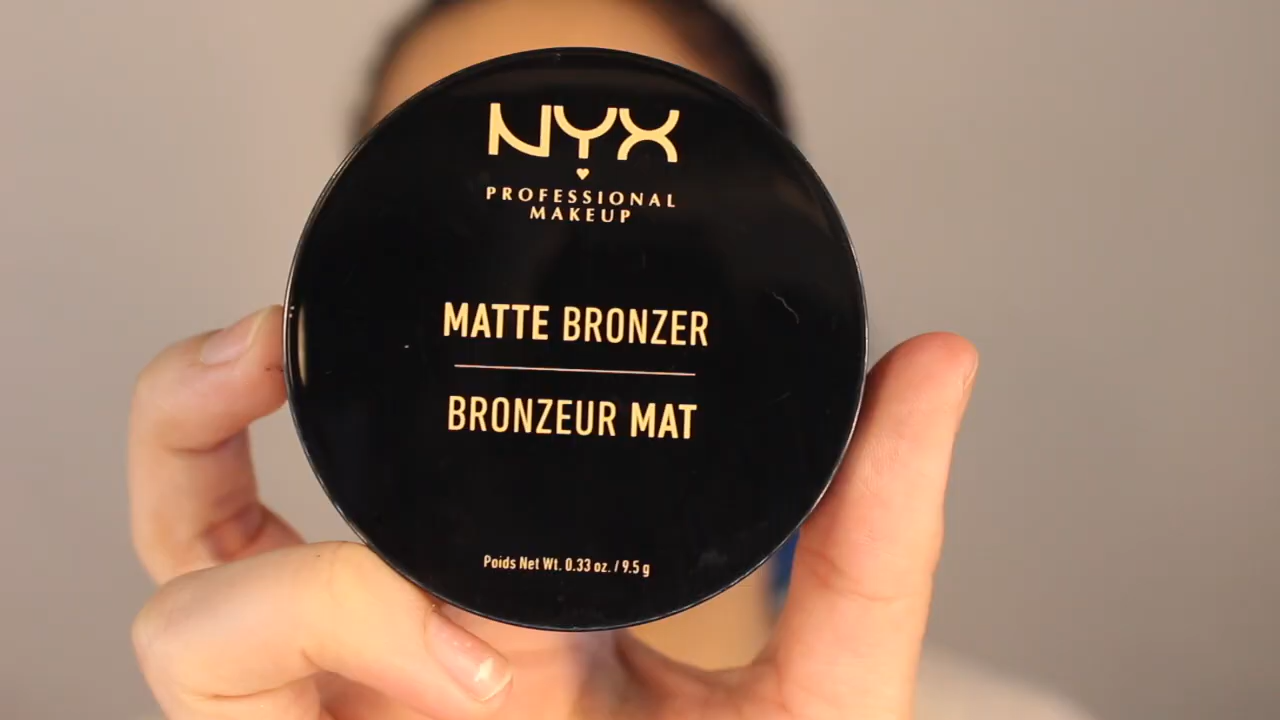 NYX
PROFESSIONAL
MAKEUP
MATTE BRONZER
BRONZEUR MAT
Poids Net Wt. 0.33 oz. / 9.5 g